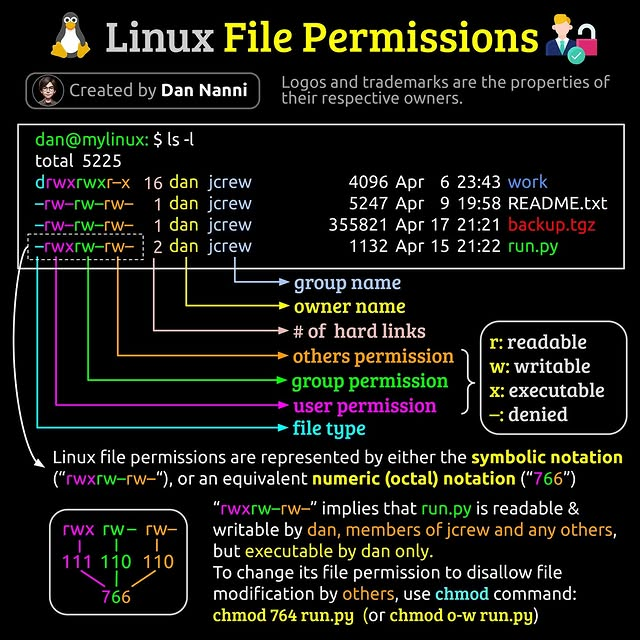 Linux File Permissions
Created by Dan Nanni
Logos and trademarks are the properties of
their respective owners.
dan@mylinux: $ ls -l
total 5225
drwxrwxr–x 16 dan jcrew 4096 Apr 6 23:43 work
–rw–rw–rw– 1 dan jcrew 5247 Apr 9 19:58 README.txt
–rw–rw–rw– 1 dan jcrew 355821 Apr 17 21:21 backup.tgz
–rwxrw–rw– 2 dan jcrew 1132 Apr 15 21:22 run.py
group name
owner name
# of hard links
others permission
group permission
user permission
file type
r: readable
w: writable
x: executable
–: denied
Linux file permissions are represented by either the symbolic notation
(“rwxrw–rw–“), or an equivalent numeric (octal) notation (“766”)
rwx rw– rw–
111 110 110
766
“rwxrw–rw–“ implies that run.py is readable &
writable by dan, members of jcrew and any others,
but executable by dan only.
To change its file permission to disallow file
modification by others, use chmod command:
chmod 764 run.py (or chmod o-w run.py)